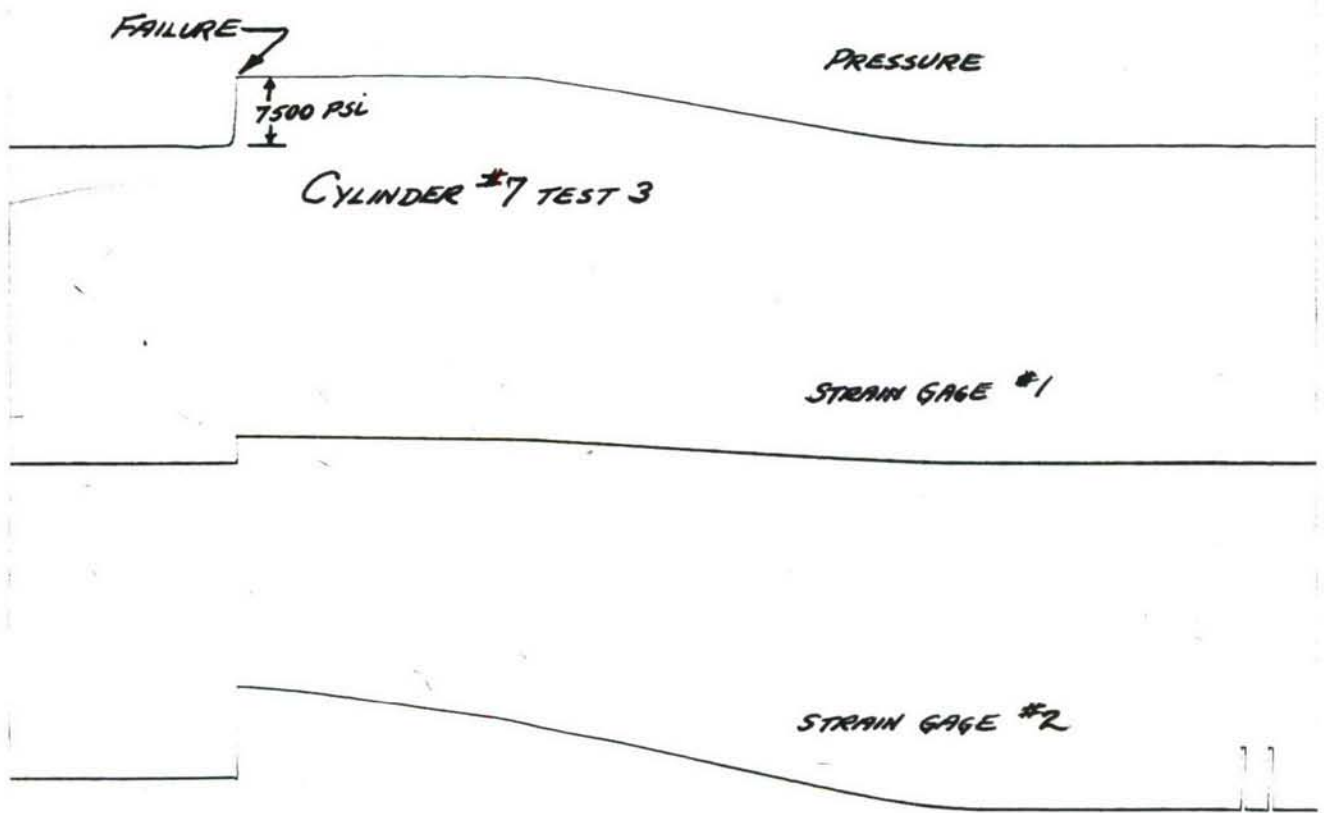 FAILURE
PRESSURE
7500 PSi
CYLINDER #7 TEST 3
STRAIN GAGE #1
STRAIN GAGE #2